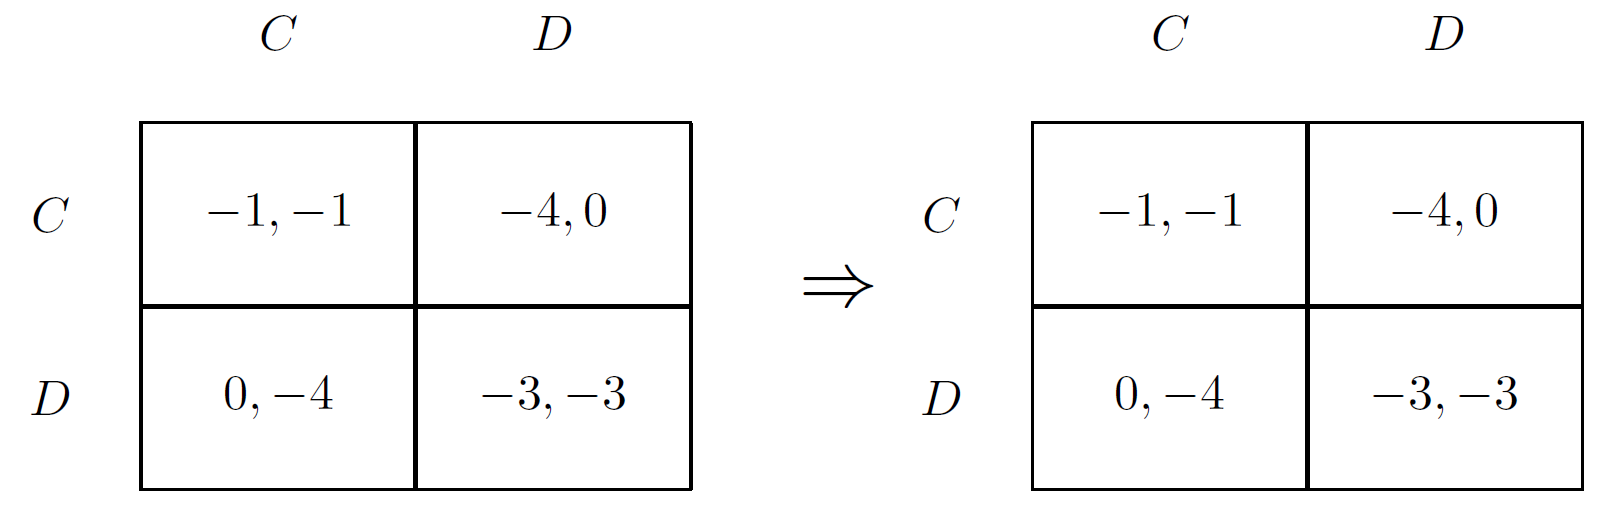 C D C D
C −1, −1 −4, 0 ⇒ C −1, −1 −4, 0
D 0, −4 −3, −3 D 0, −4 −3, −3